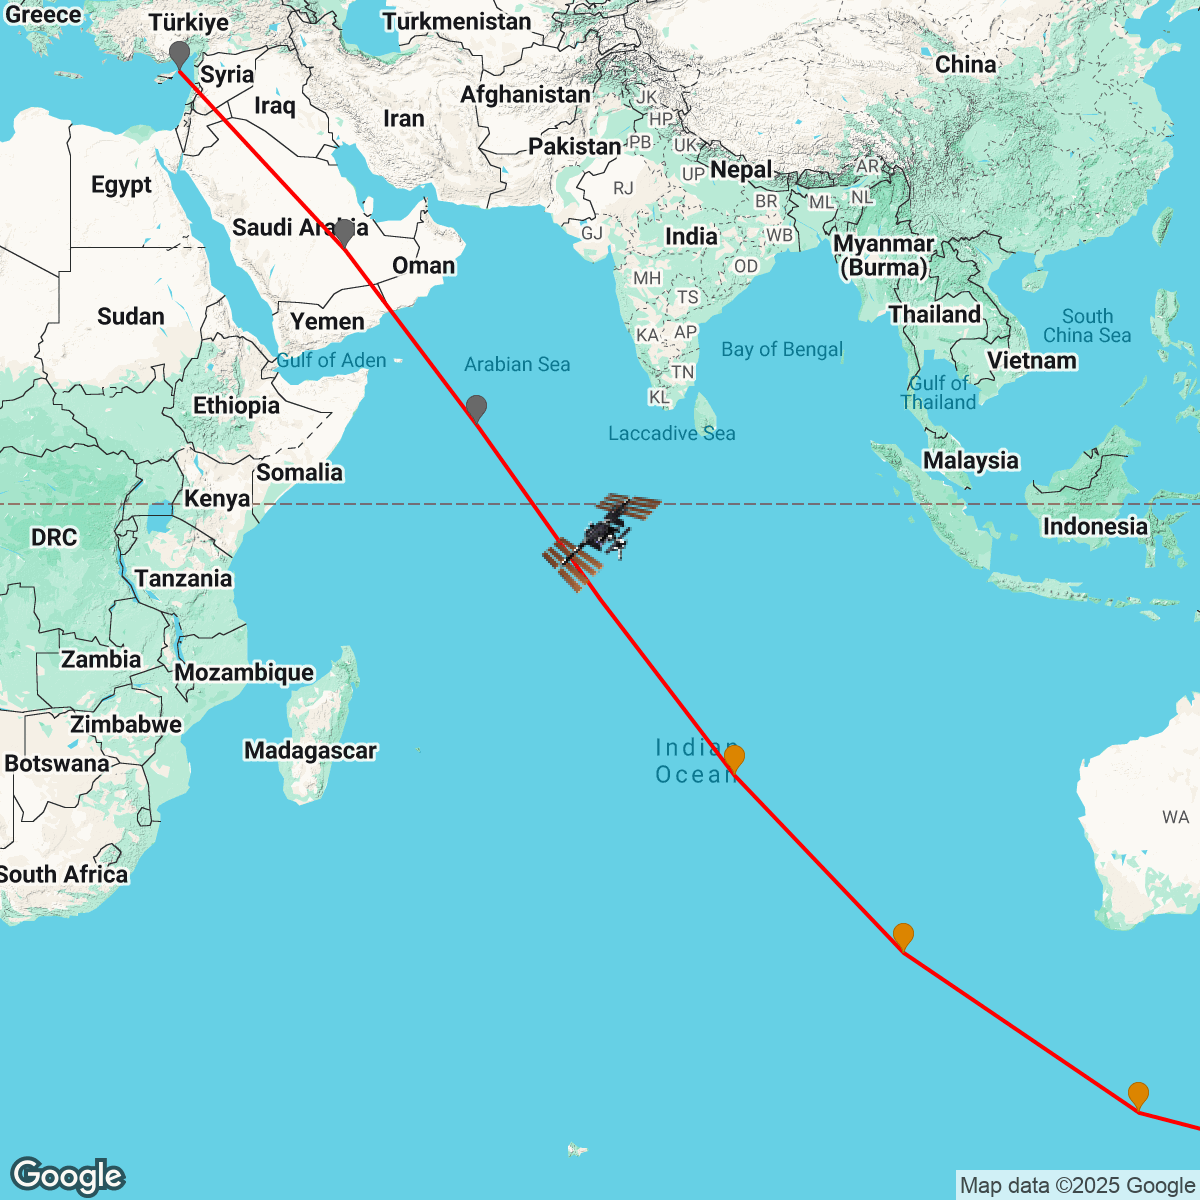 Greece
Türkiye
Turkmenistan
China
Syria
Afghanistan
JK
Iraq
Iran
HP
Pakistan
PB
UK
Nepal
AR
Egypt
UP
RJ
BR
ML
NL
Saudi Arabia
GJ
India
WB
Myanmar
(Burma)
Oman
MH
OD
TS
Sudan
Yemen
KA
AP
Thailand
South
China Sea
Gulf of Aden
Arabian Sea
Bay of Bengal
Vietnam
TN
Gulf of
Thailand
KL
Ethiopia
Laccadive Sea
Somalia
Malaysia
Kenya
DRC
Indonesia
Tanzania
Zambia
Mozambique
Zimbabwe
Madagascar
Indian
Ocean
Botswana
WA
South Africa
Google
Map data ©2025 Google